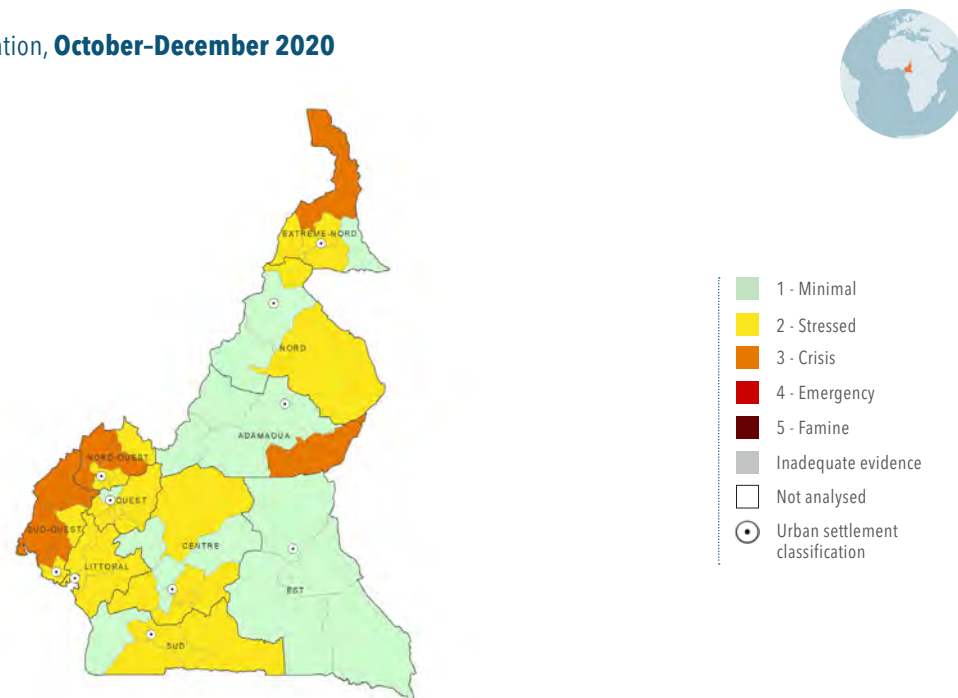 ation, October–December 2020
EXTREME-NORD
NORD
ADAMAOUA
NORD-OUEST
OUEST
SUD-OUEST
CENTRE
LITTORAL
EST
SUD
1 - Minimal
2 - Stressed
3 - Crisis
4 - Emergency
5 - Famine
Inadequate evidence
Not analysed
Urban settlement
classification